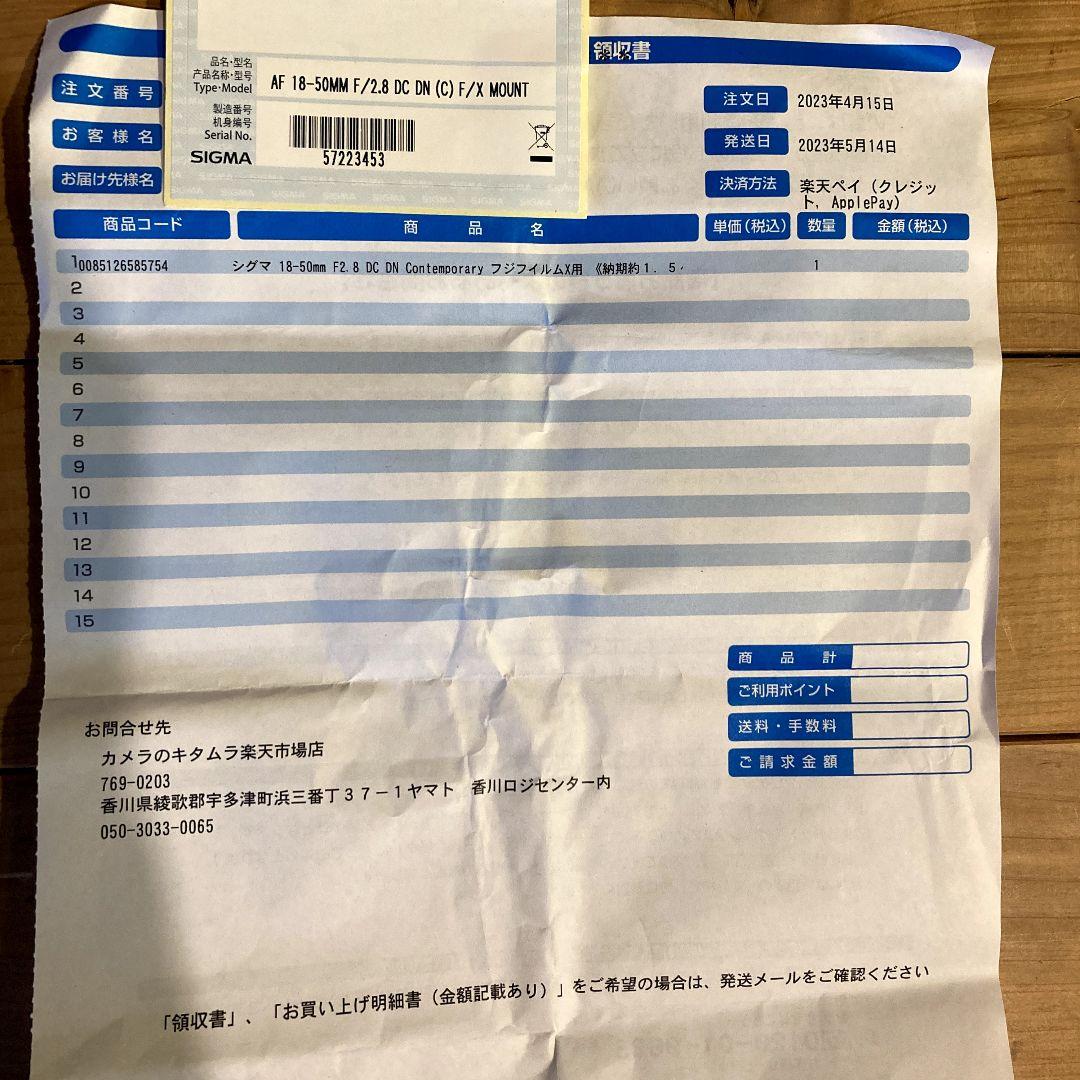 領収書
品名・型名
产品名称・型号
Type・Model
AF 18-50MM F/2.8 DC DN (C) F/X MOUNT
製造番号
机身编号
Serial No.
57223453
SIGMA
注文番号
お客様名
お届け先様名
注文日 2023年4月15日
発送日 2023年5月14日
決済方法 楽天ペイ（クレジッ
ト, ApplePay)
商品コード 商品名 単価(税込) 数量 金額(税込)
1 0085126585754 シグマ 18-50mm F2.8 DC DN Contemporary フジフイルムX用 《納期約1．5 1
2
3
4
5
6
7
8
9
10
11
12
13
14
15
商品計
ご利用ポイント
送料・手数料
ご請求金額
お問合せ先
カメラのキタムラ楽天市場店
769-0203
香川県綾歌郡宇多津町浜三番丁３７－１ヤマト　香川ロジセンター内
050-3033-0065
「領収書」、「お買い上げ明細書（金額記載あり）」をご希望の場合は、発送メールをご確認ください